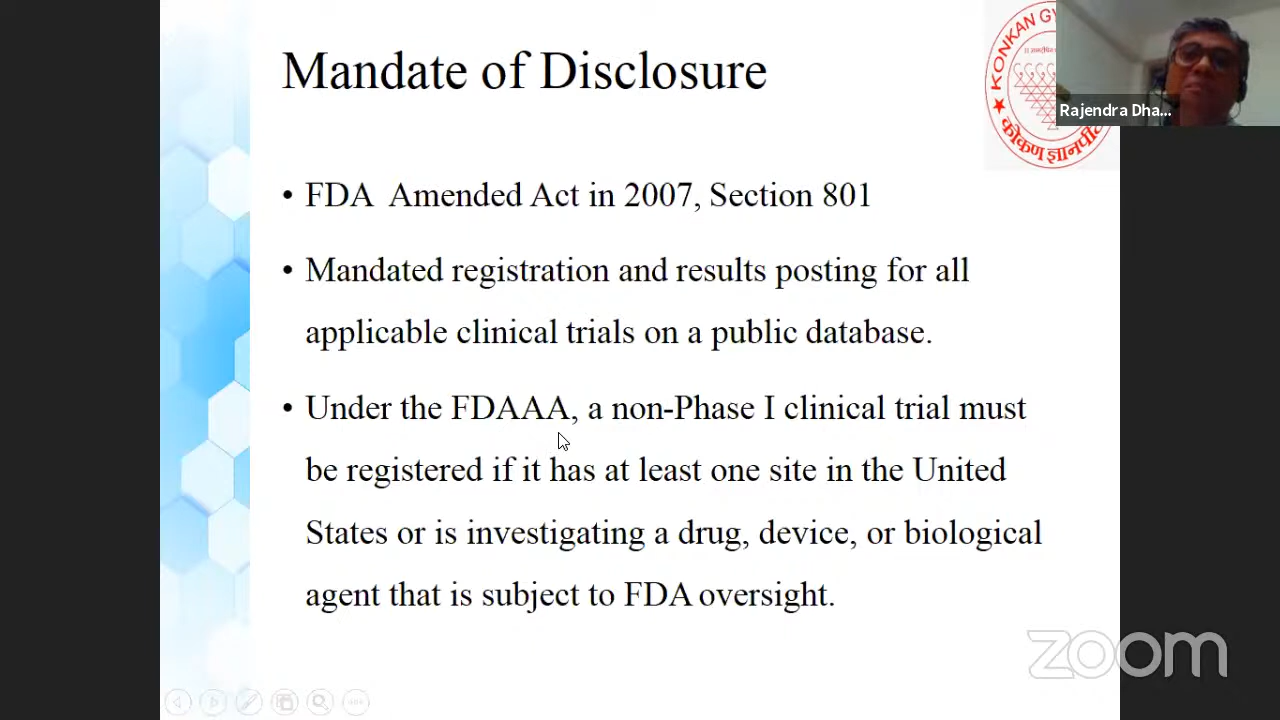 Mandate of Disclosure
KONKAN GY
कोकण ज्ञानपी
Rajendra Dha...
• FDA Amended Act in 2007, Section 801
• Mandated registration and results posting for all
applicable clinical trials on a public database.
• Under the FDAAA, a non-Phase I clinical trial must
be registered if it has at least one site in the United
States or is investigating a drug, device, or biological
agent that is subject to FDA oversight.
zoom